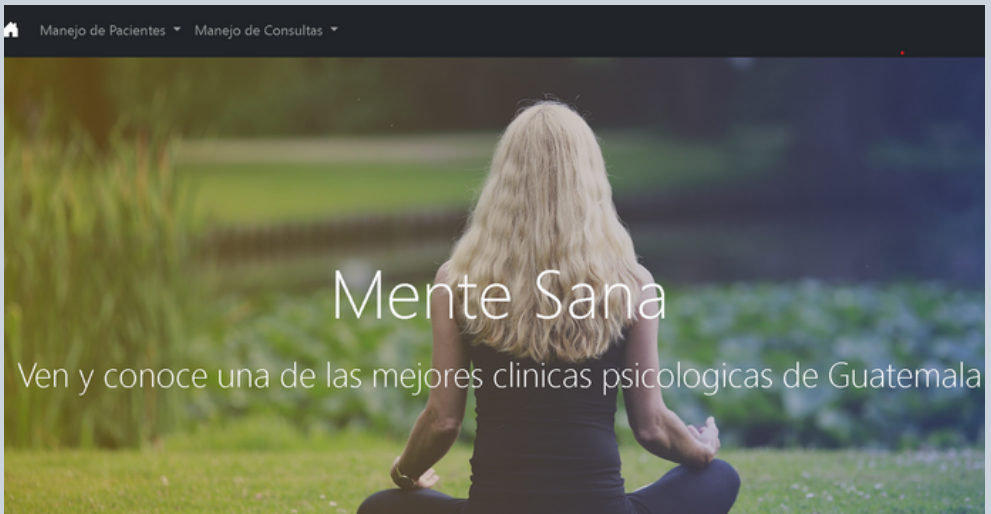 Manejo de Pacientes Manejo de Consultas
Mente Sana
Ven y conoce una de las mejores clinicas psicologicas de Guatemala